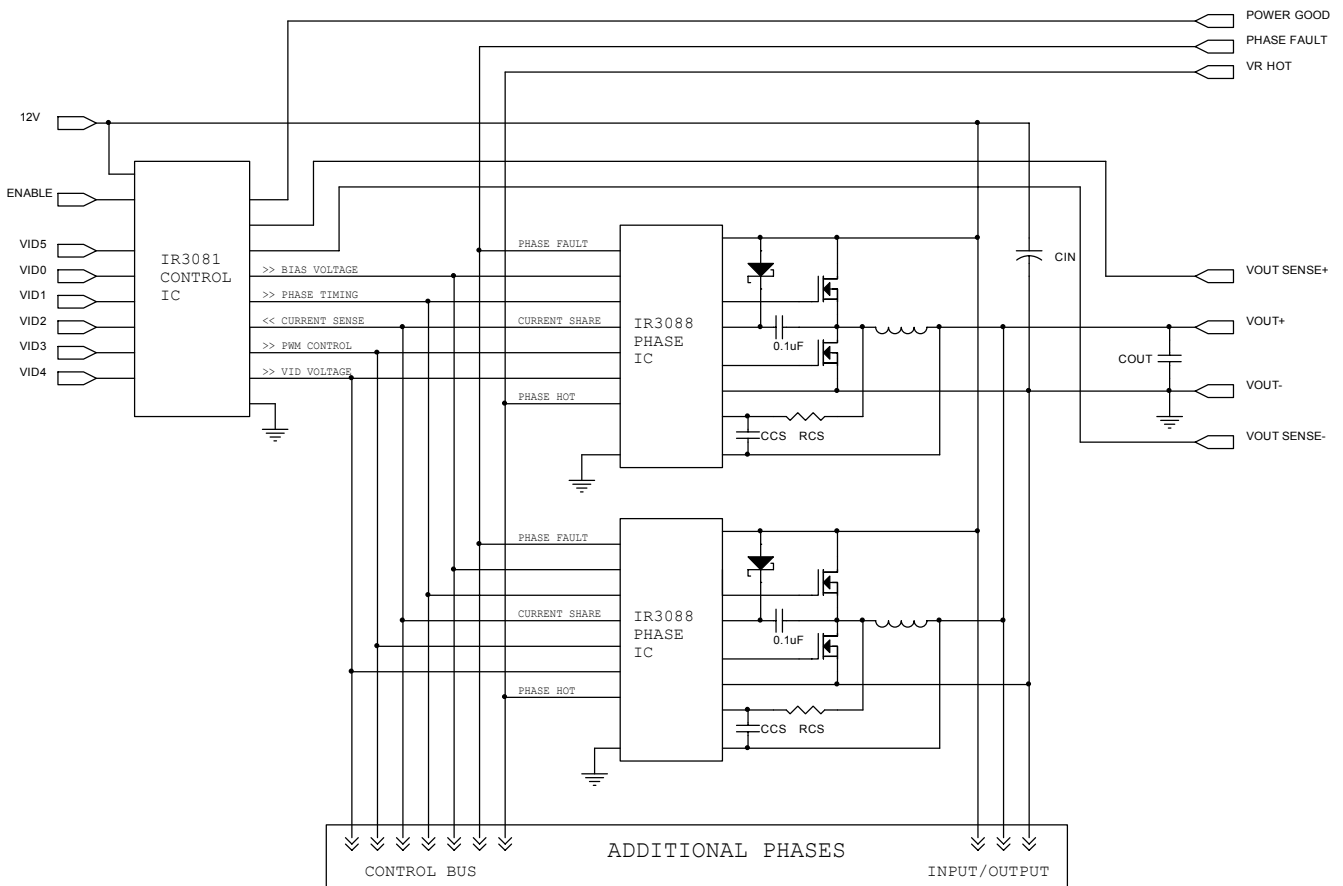 POWER GOOD
PHASE FAULT
VR HOT
12V
ENABLE
VID5
VID0
VID1
VID2
VID3
VID4
IR3081
CONTROL
IC
>> BIAS VOLTAGE
>> PHASE TIMING
<< CURRENT SENSE
>> PWM CONTROL
>> VID VOLTAGE
PHASE FAULT
CURRENT SHARE
PHASE HOT
IR3088
PHASE
IC
0.1uF
CCS RCS
CIN
COUT
VOUT SENSE+
VOUT+
VOUT-
VOUT SENSE-
PHASE FAULT
CURRENT SHARE
PHASE HOT
IR3088
PHASE
IC
0.1uF
CCS RCS
ADDITIONAL PHASES
CONTROL BUS
INPUT/OUTPUT